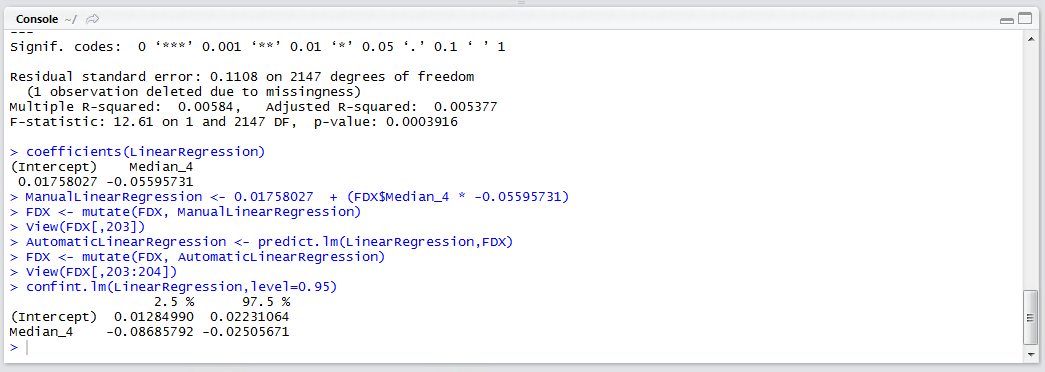 Console ~/
---
Signif. codes:  0 ‘***’ 0.001 ‘**’ 0.01 ‘*’ 0.05 ‘.’ 0.1 ‘ ’ 1
Residual standard error: 0.1108 on 2147 degrees of freedom
  (1 observation deleted due to missingness)
Multiple R-squared:  0.00584,	Adjusted R-squared:  0.005377
F-statistic: 12.61 on 1 and 2147 DF,  p-value: 0.0003916
> coefficients(LinearRegression)
(Intercept)    Median_4
 0.01758027 -0.05595731
> ManualLinearRegression <- 0.01758027  + (FDX$Median_4 * -0.05595731)
> FDX <- mutate(FDX, ManualLinearRegression)
> View(FDX[,203])
> AutomaticLinearRegression <- predict.lm(LinearRegression,FDX)
> FDX <- mutate(FDX, AutomaticLinearRegression)
> View(FDX[,203:204])
> confint.lm(LinearRegression,level=0.95)
                  2.5 %      97.5 %
(Intercept)  0.01284990  0.02231064
Median_4    -0.08685792 -0.02505671
>